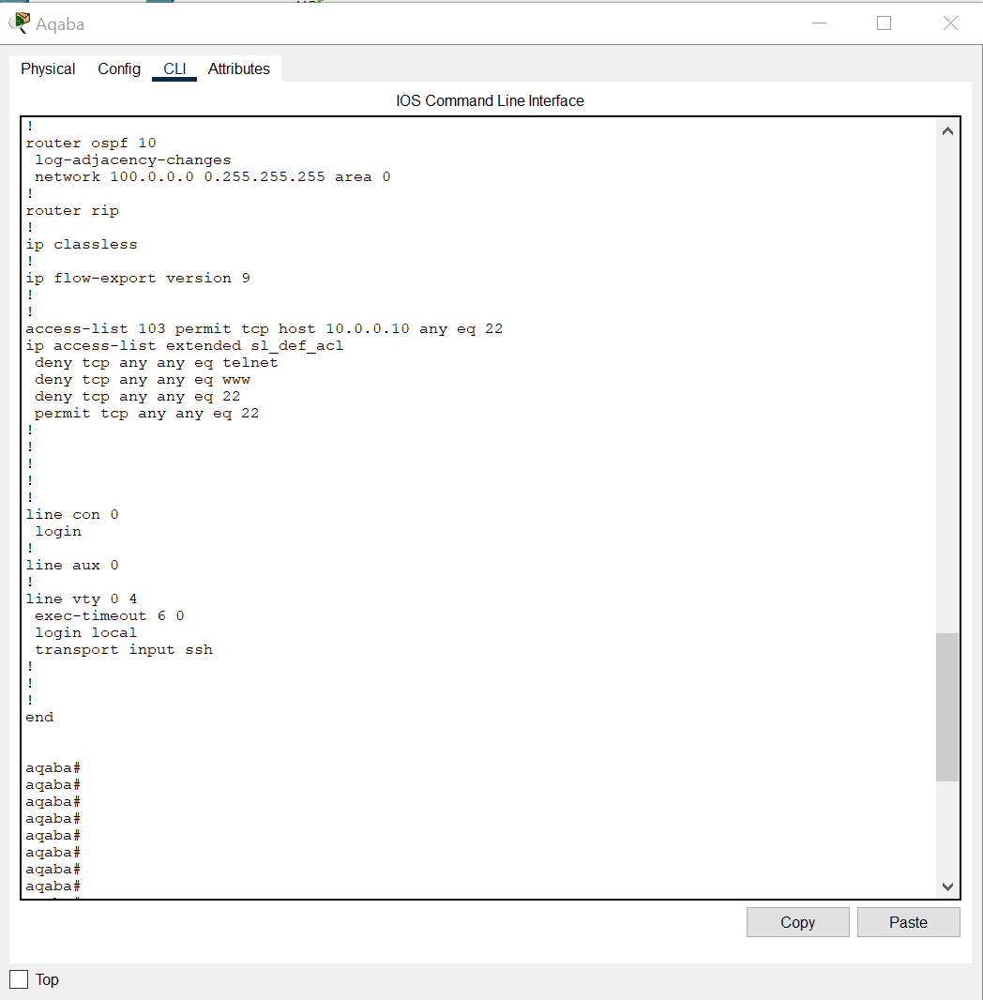 Aqaba
Physical Config CLI Attributes
IOS Command Line Interface
!
router ospf 10
 log-adjacency-changes
 network 100.0.0.0 0.255.255.255 area 0
!
router rip
!
ip classless
!
ip flow-export version 9
!
!
access-list 103 permit tcp host 10.0.0.10 any eq 22
ip access-list extended sl_def_acl
 deny tcp any any eq telnet
 deny tcp any any eq www
 deny tcp any any eq 22
 permit tcp any any eq 22
!
!
!
!
!
line con 0
 login
!
line aux 0
!
line vty 0 4
 exec-timeout 6 0
 login local
 transport input ssh
!
!
!
end
aqaba#
aqaba#
aqaba#
aqaba#
aqaba#
aqaba#
aqaba#
aqaba#
Copy Paste
Top